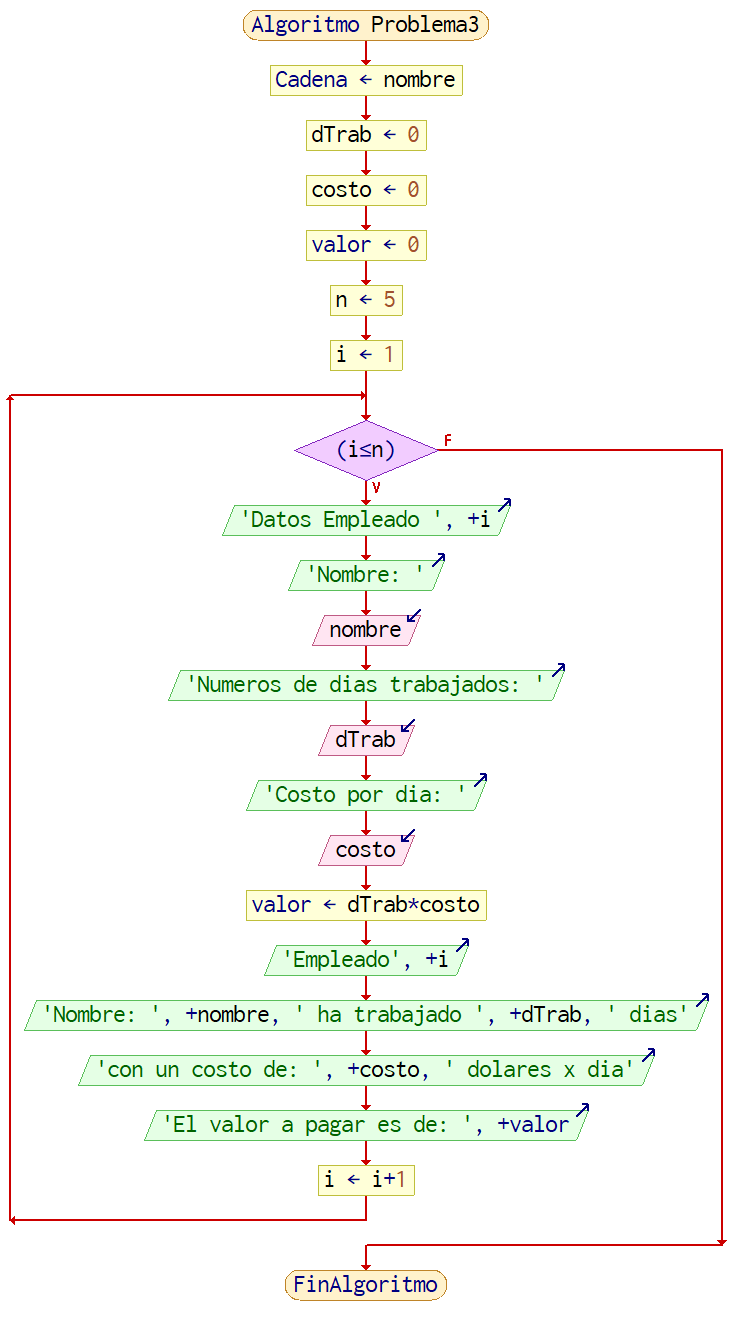 Algoritmo Problema3
Cadena ← nombre
dTrab ← 0
costo ← 0
valor ← 0
n ← 5
i ← 1
(i≤n)
F
V
'Datos Empleado ', +i
'Nombre: '
nombre
'Numeros de dias trabajados: '
dTrab
'Costo por dia: '
costo
valor ← dTrab*costo
'Empleado', +i
'Nombre: ', +nombre, ' ha trabajado ', +dTrab, ' dias'
'con un costo de: ', +costo, ' dolares x dia'
'El valor a pagar es de: ', +valor
i ← i+1
FinAlgoritmo